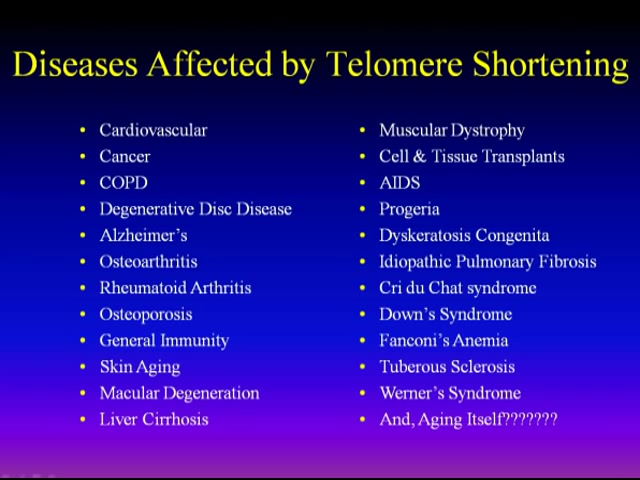 Diseases Affected by Telomere Shortening
• Cardiovascular
• Cancer
• COPD
• Degenerative Disc Disease
• Alzheimer's
• Osteoarthritis
• Rheumatoid Arthritis
• Osteoporosis
• General Immunity
• Skin Aging
• Macular Degeneration
• Liver Cirrhosis
• Muscular Dystrophy
• Cell & Tissue Transplants
• AIDS
• Progeria
• Dyskeratosis Congenita
• Idiopathic Pulmonary Fibrosis
• Cri du Chat syndrome
• Down's Syndrome
• Fanconi's Anemia
• Tuberous Sclerosis
• Werner's Syndrome
• And, Aging Itself???????